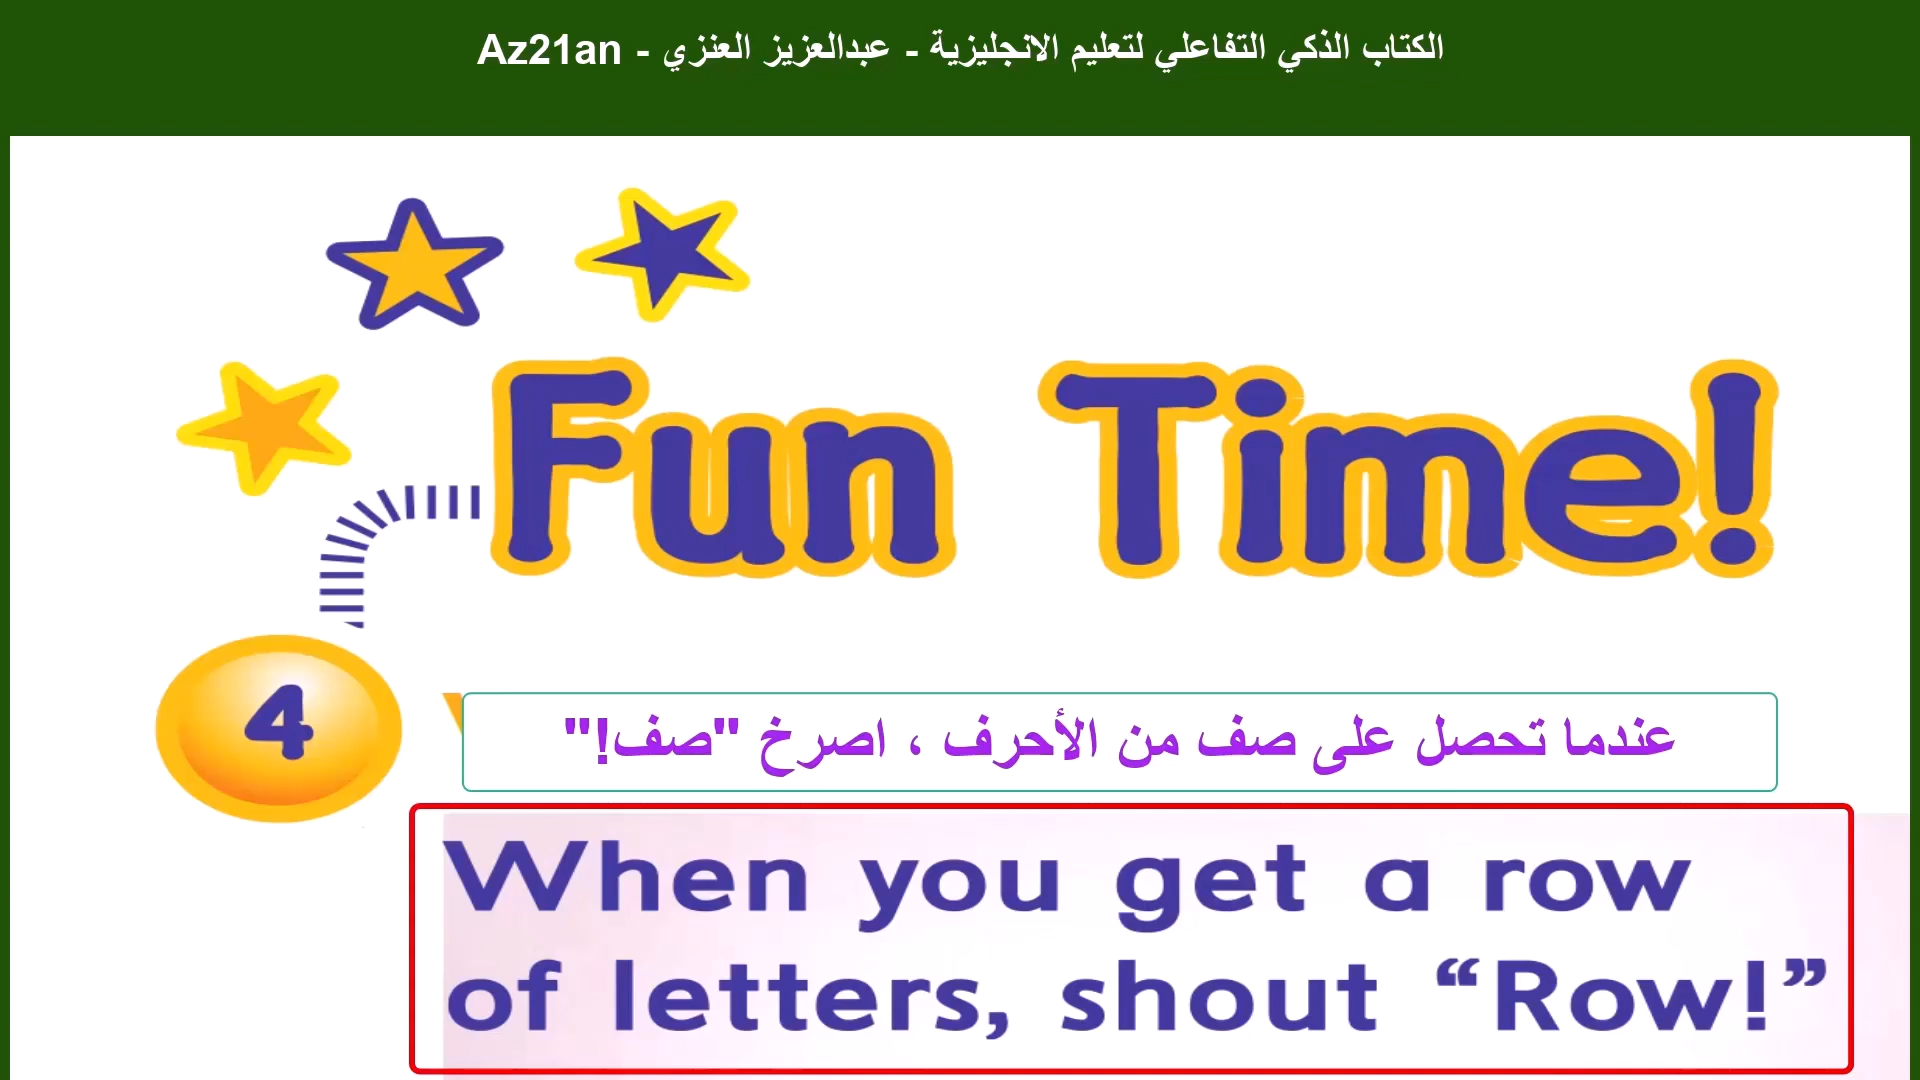 الكتاب الذكي التفاعلي لتعليم الانجليزية - عبدالعزيز العنزي - Az21an
Fun Time!
4
عندما تحصل على صف من الأحرف ، اصرخ "صف!"
When you get a row
of letters, shout “Row!”